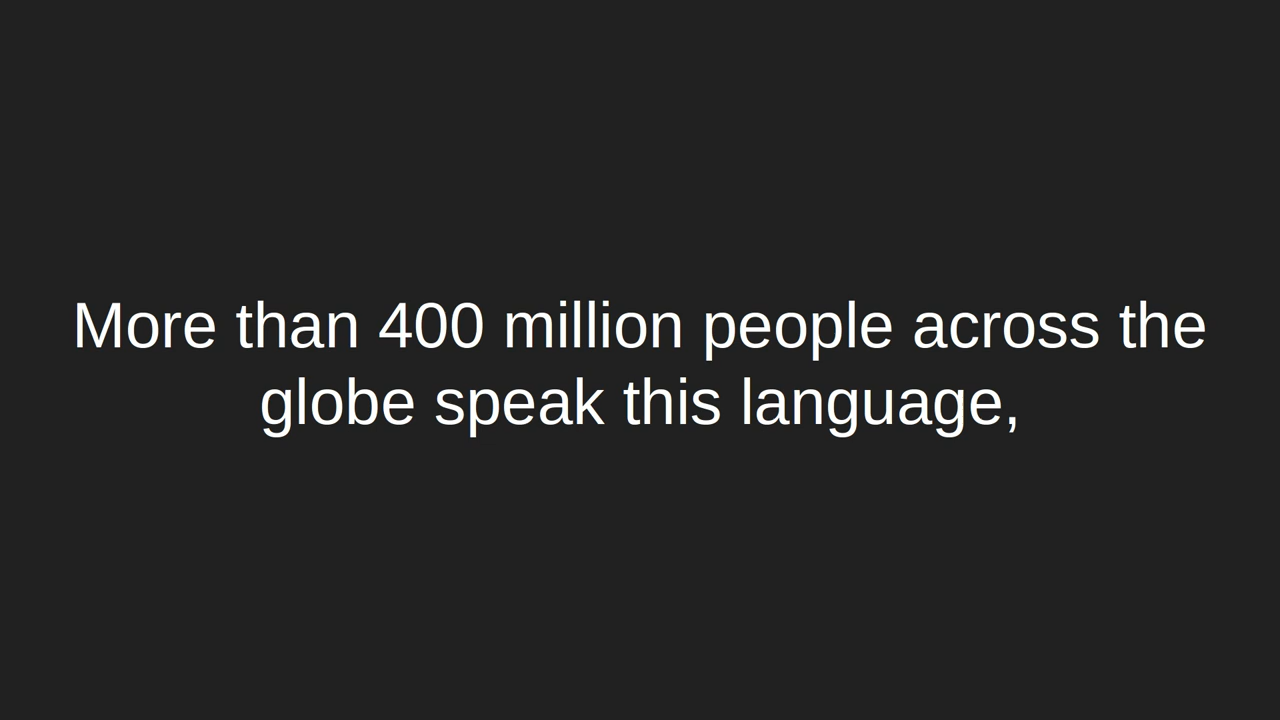 More than 400 million people across the
globe speak this language,